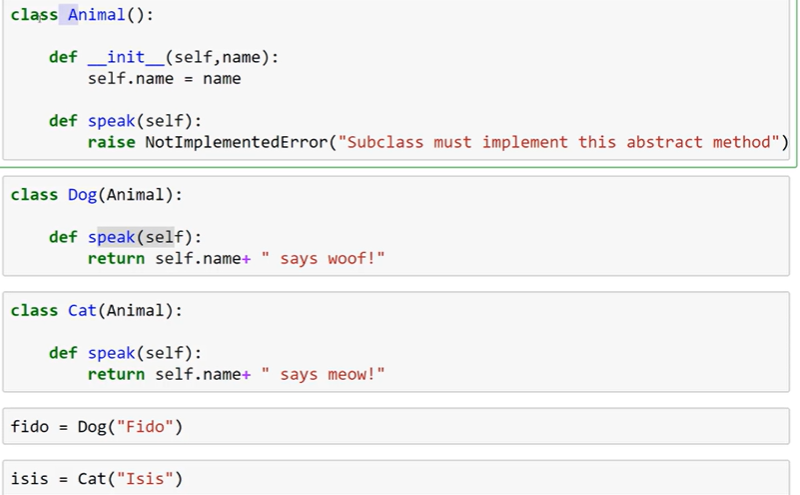 class Animal():
def __init__(self,name):
self.name = name
def speak(self):
raise NotImplementedError("Subclass must implement this abstract method")
class Dog(Animal):
def speak(self):
return self.name+ " says woof!"
class Cat(Animal):
def speak(self):
return self.name+ " says meow!"
fido = Dog("Fido")
isis = Cat("Isis")